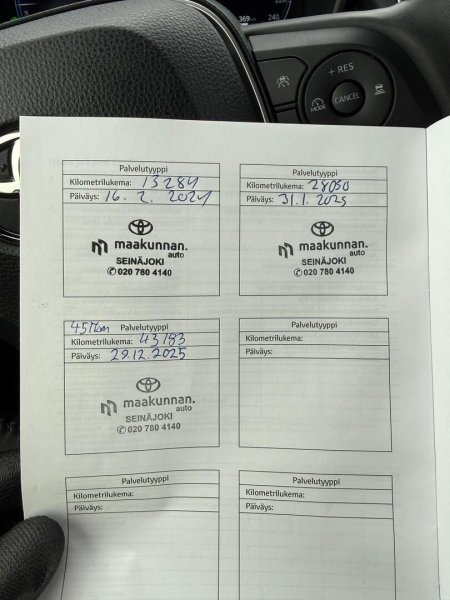 369 km
240
+ RES
MODE
CANCEL
Palvelutyyppi
Kilometrilukema: 13284
Päiväys: 16. 2. 2024
maakunnan.
auto
SEINÄJOKI
✆ 020 780 4140
Palvelutyyppi
Kilometrilukema: 28050
Päiväys: 31.1. 2025
maakunnan.
auto
SEINÄJOKI
✆ 020 780 4140
45tkm Palvelutyyppi
Kilometrilukema: 43183
Päiväys: 29.12.2025
maakunnan.
auto
SEINÄJOKI
✆ 020 780 4140
Palvelutyyppi
Kilometrilukema:
Päiväys:
Palvelutyyppi
Kilometrilukema:
Päiväys:
Palvelutyyppi
Kilometrilukema:
Päiväys: